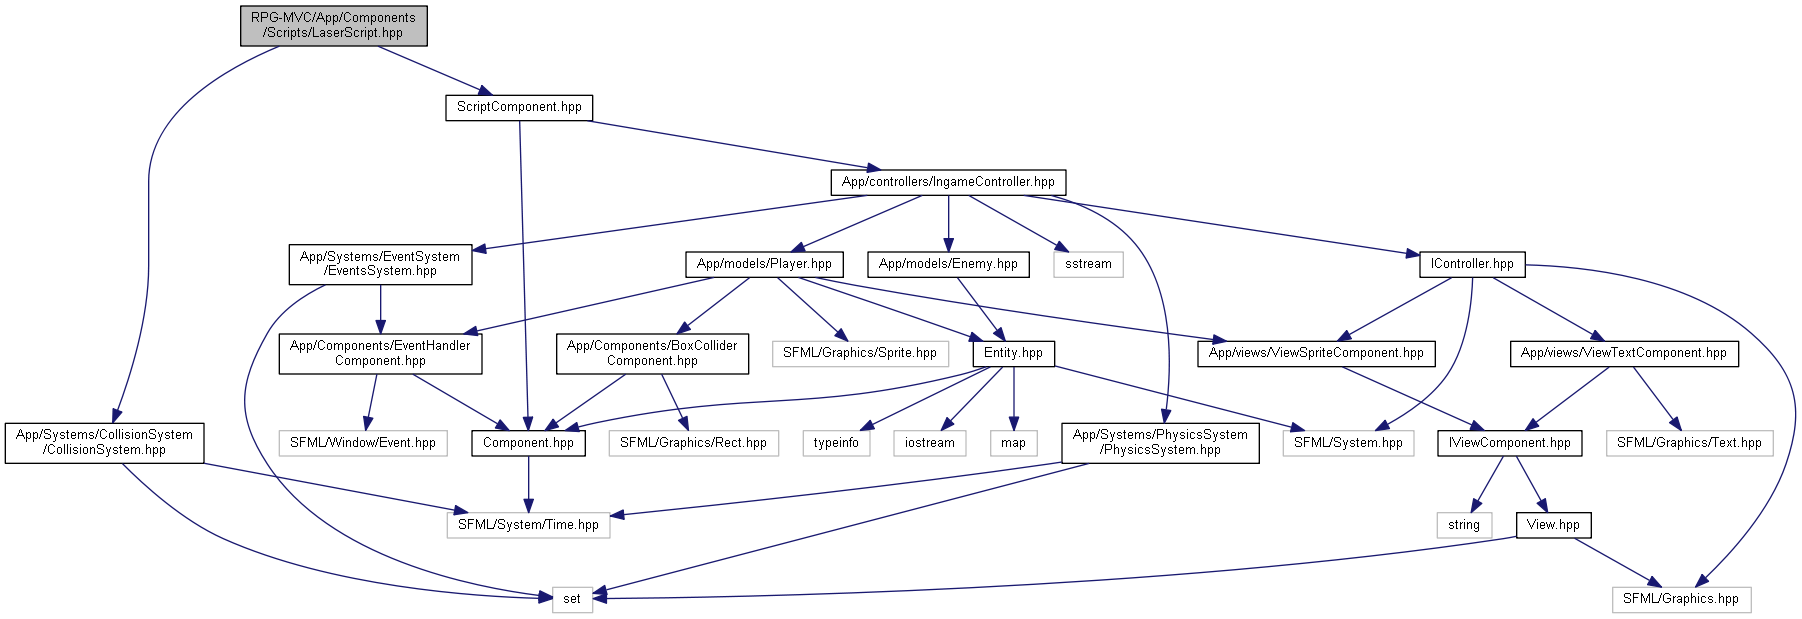 RPG-MVC/App/Components
/Scripts/LaserScript.hpp
ScriptComponent.hpp
App/controllers/IngameController.hpp
App/Systems/EventSystem
/EventsSystem.hpp
App/models/Player.hpp
App/models/Enemy.hpp
sstream
IController.hpp
App/Components/EventHandler
Component.hpp
App/Components/BoxCollider
Component.hpp
SFML/Graphics/Sprite.hpp
Entity.hpp
App/views/ViewSpriteComponent.hpp
App/views/ViewTextComponent.hpp
App/Systems/CollisionSystem
/CollisionSystem.hpp
SFML/Window/Event.hpp
Component.hpp
SFML/Graphics/Rect.hpp
typeinfo
iostream
map
App/Systems/PhysicsSystem
/PhysicsSystem.hpp
SFML/System.hpp
IViewComponent.hpp
SFML/Graphics/Text.hpp
SFML/System/Time.hpp
string
View.hpp
set
SFML/Graphics.hpp